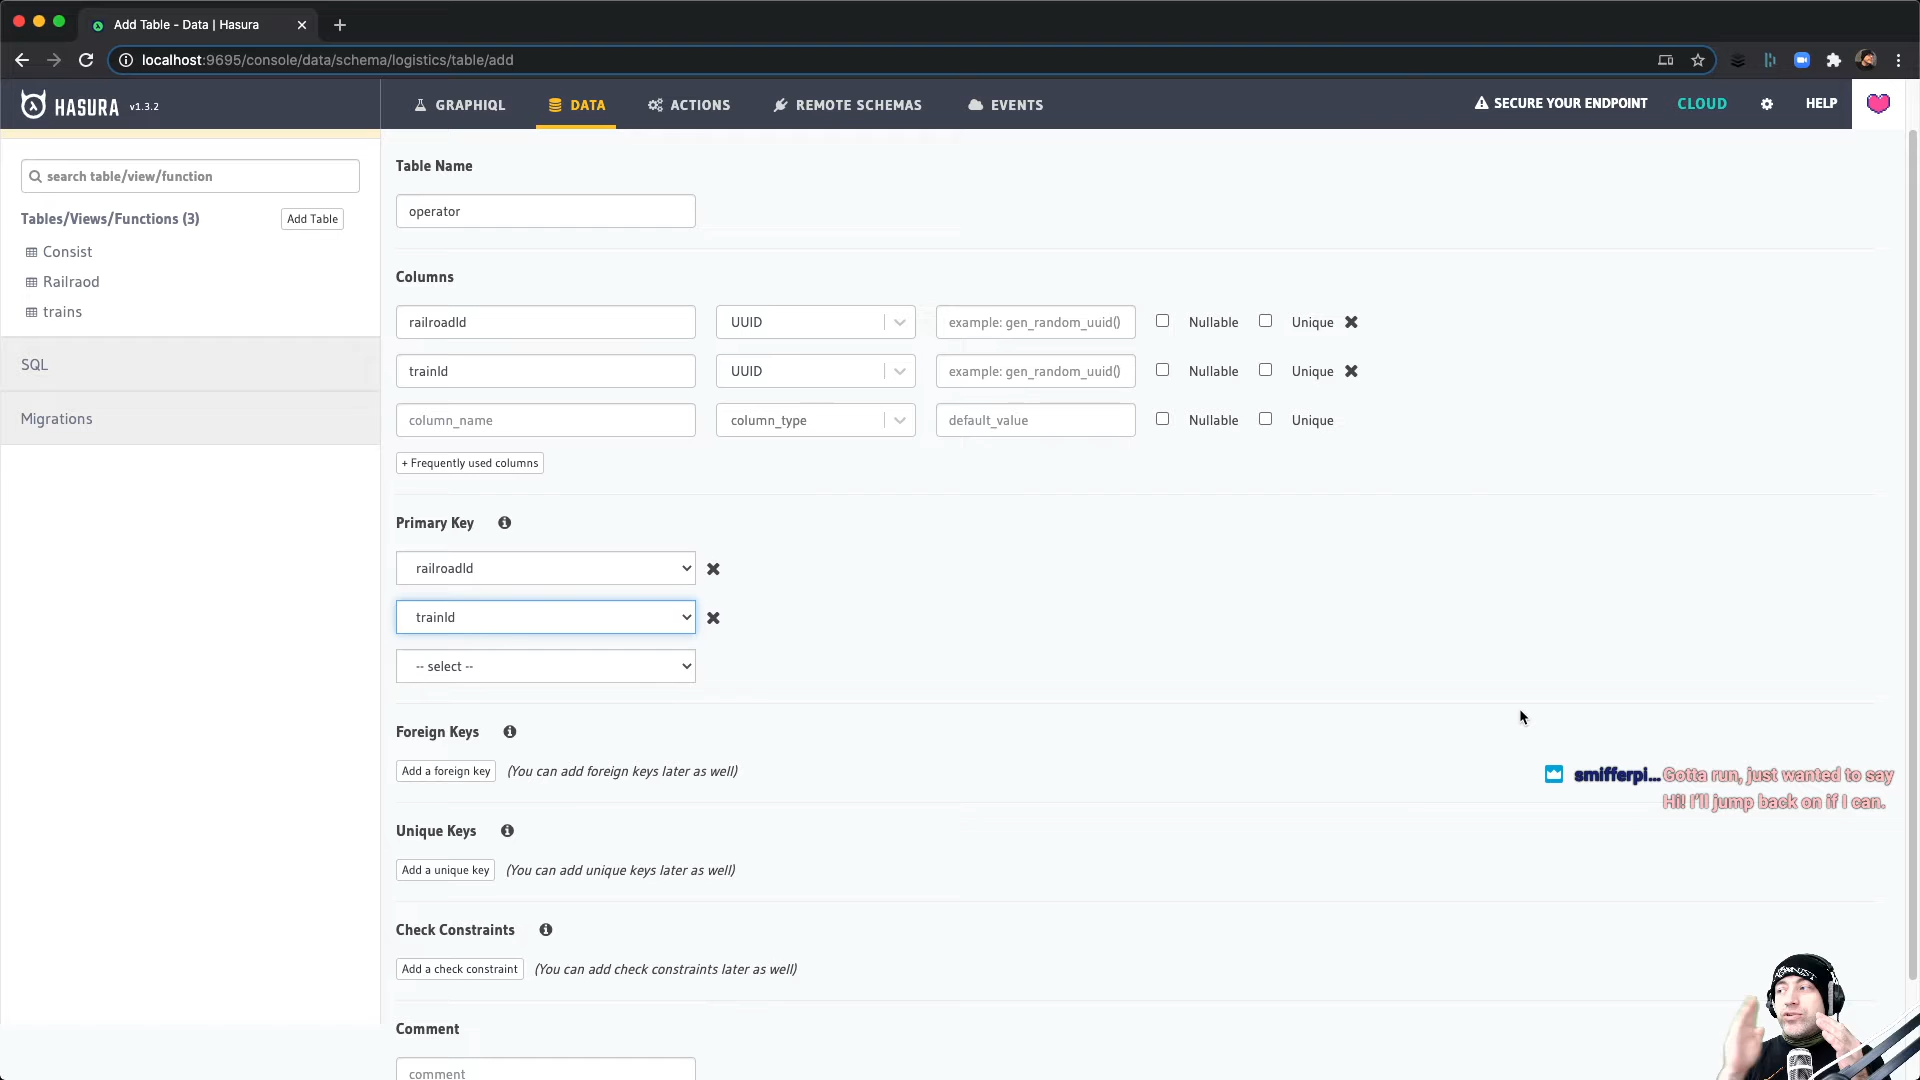 Add Table - Data | Hasura
localhost:9695/console/data/schema/logistics/table/add
HASURA v1.3.2
GRAPHIQL
DATA
ACTIONS
REMOTE SCHEMAS
EVENTS
SECURE YOUR ENDPOINT
CLOUD
HELP
search table/view/function
Tables/Views/Functions (3)
Add Table
Consist
Railraod
trains
SQL
Migrations
Table Name
operator
Columns
railroadId UUID example: gen_random_uuid() Nullable Unique
trainId UUID example: gen_random_uuid() Nullable Unique
column_name column_type default_value Nullable Unique
+ Frequently used columns
Primary Key
railroadId
trainId
-- select --
Foreign Keys
Add a foreign key (You can add foreign keys later as well)
Unique Keys
Add a unique key (You can add unique keys later as well)
Check Constraints
Add a check constraint (You can add check constraints later as well)
Comment
comment
smifferpi... Gotta run, just wanted to say
Hi! I'll jump back on if I can.